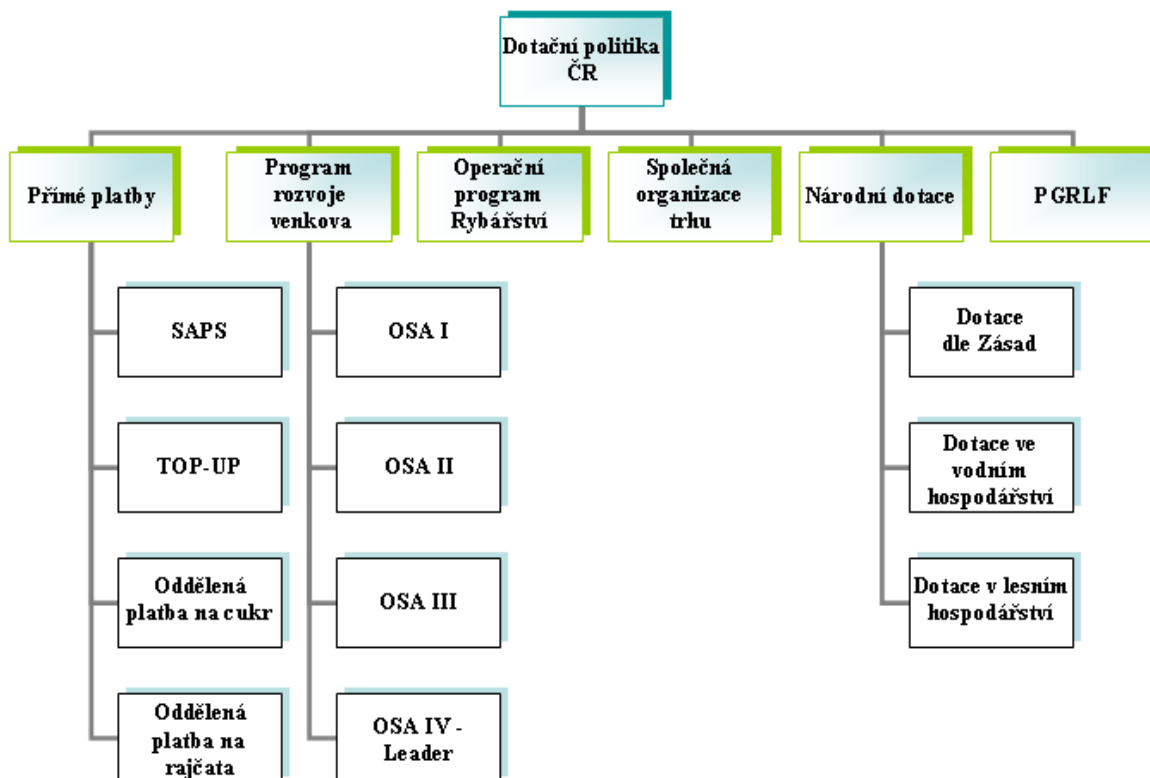 Dotační politika
ČR
Přímé platby
Program
rozvoje
venkova
Operační
program
Rybářství
Společná
organizace
trhu
Národní dotace
PGRLF
SAPS
OSA I
Dotace
dle Zásad
TOP-UP
OSA II
Dotace ve
vodním
hospodářství
Oddělená
platba na cukr
OSA III
Dotace v lesním
hospodářství
Oddělená
platba na
rajčata
OSA IV -
Leader